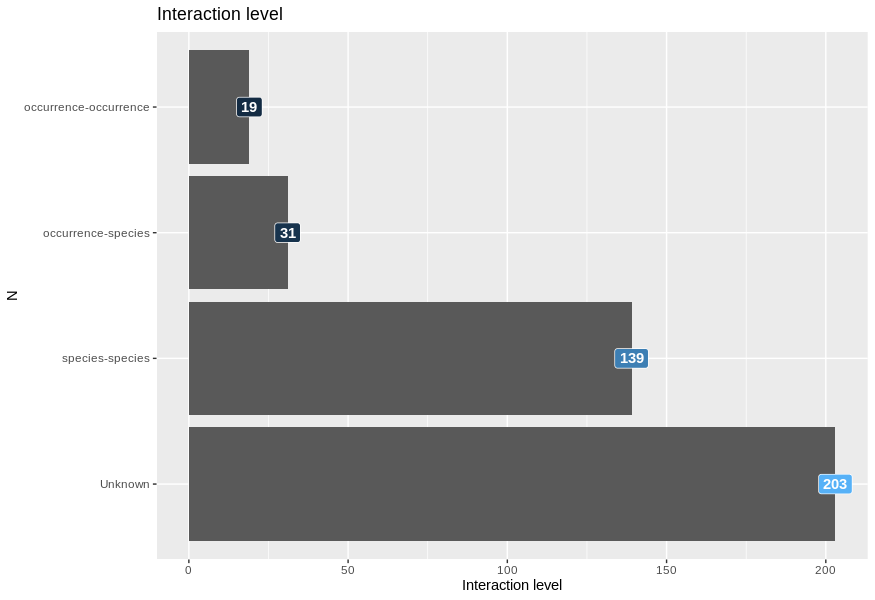 Interaction level
occurrence-occurrence
19
occurrence-species
31
N
species-species
139
Unknown
203
0 50 100 150 200
Interaction level